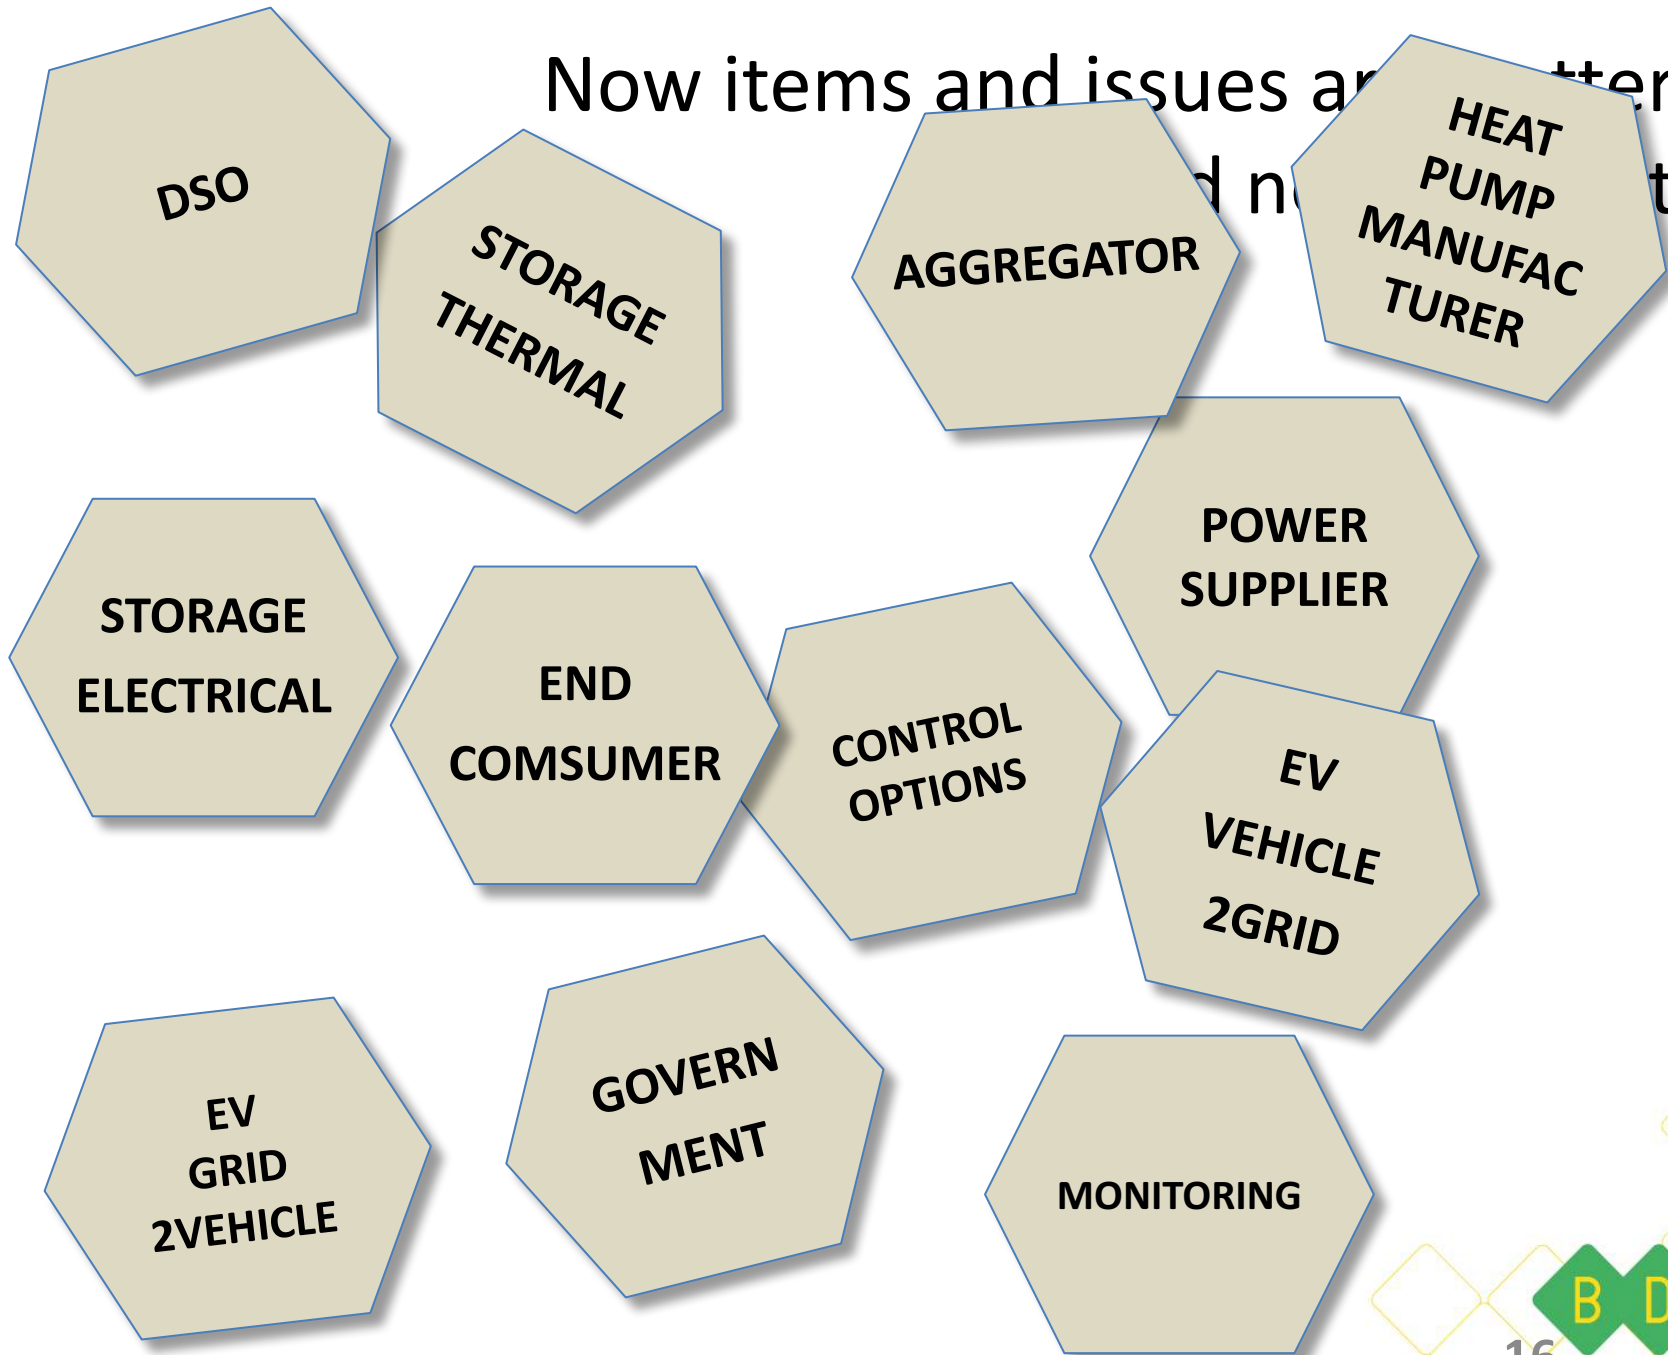 Now items and issues
DSO
STORAGE
THERMAL
AGGREGATOR
HEAT
PUMP
MANUFAC
TURER
POWER
SUPPLIER
STORAGE
ELECTRICAL
END
COMSUMER
CONTROL
OPTIONS
EV
VEHICLE
2GRID
EV
GRID
2VEHICLE
GOVERN
MENT
MONITORING
B D
16